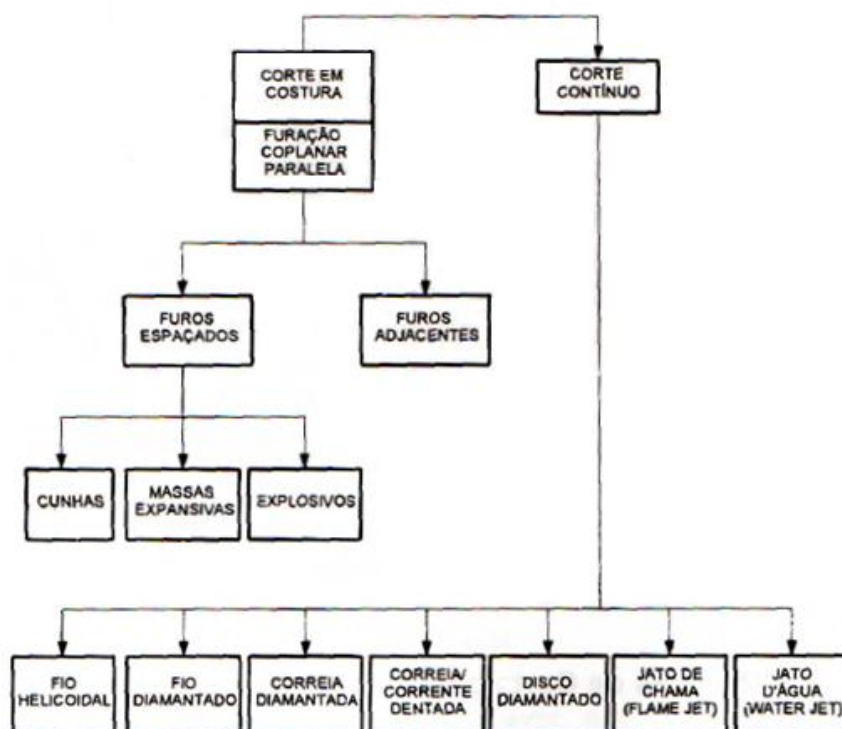 CORTE EM
COSTURA
CORTE
CONTÍNUO
FURAÇÃO
COPLANAR
PARALELA
FUROS
ESPAÇADOS
FUROS
ADJACENTES
CUNHAS
MASSAS
EXPANSIVAS
EXPLOSIVOS
FIO
HELICOIDAL
FIO
DIAMANTADO
CORREIA
DIAMANTADA
CORREIA/
CORRENTE
DENTADA
DISCO
DIAMANTADO
JATO DE
CHAMA
(FLAME JET)
JATO
D'ÁGUA
(WATER JET)